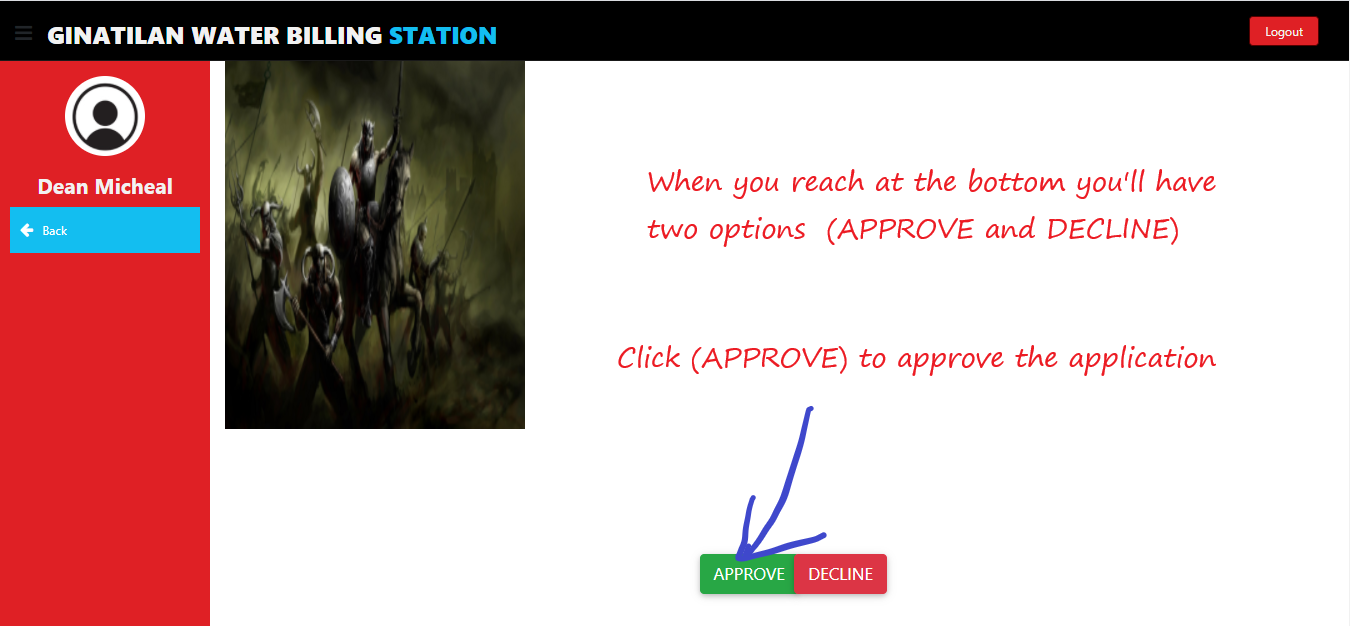 GINATILAN WATER BILLING STATION
Logout
Dean Micheal
Back
When you reach at the bottom you'll have
two options (APPROVE and DECLINE)
Click (APPROVE) to approve the application
APPROVE
DECLINE